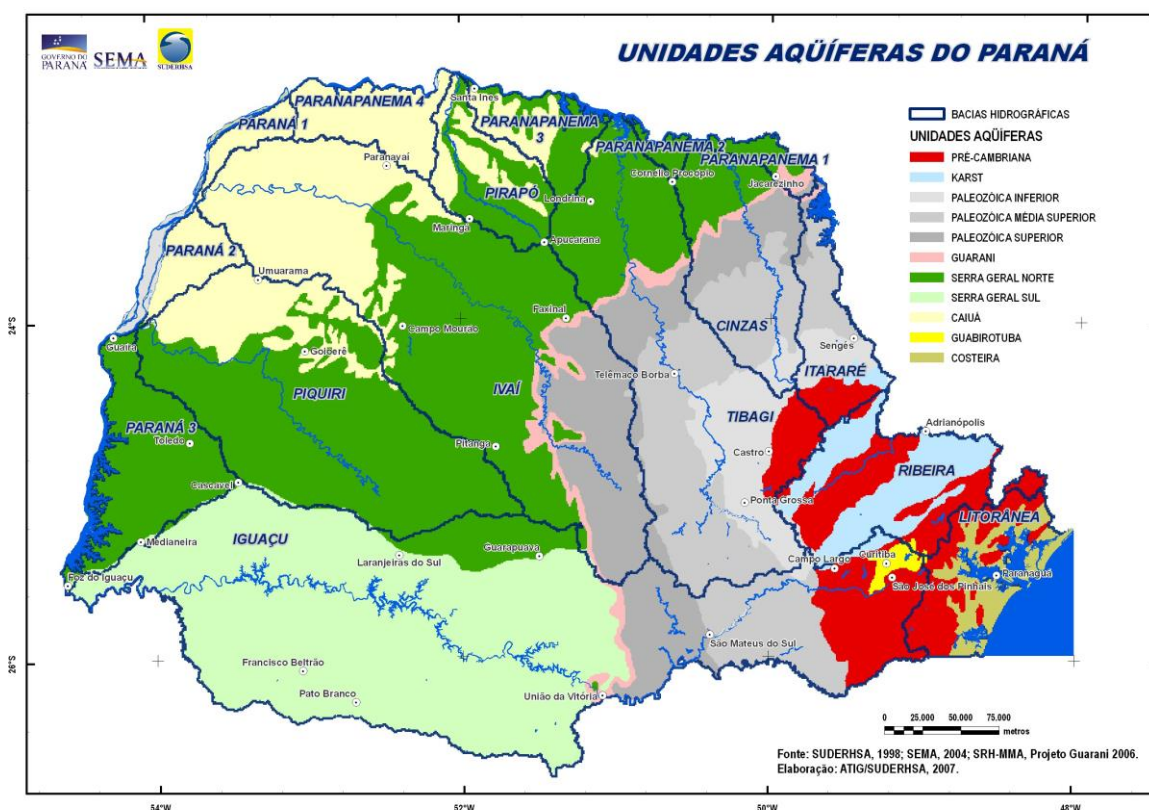 GOVERNO DO
PARANÁ
SEMA
SUDERHSA
UNIDADES AQÜÍFERAS DO PARANÁ
BACIAS HIDROGRÁFICAS
UNIDADES AQÜÍFERAS
PRÉ-CAMBRIANA
KARST
PALEOZÓICA INFERIOR
PALEOZÓICA MÉDIA SUPERIOR
PALEOZÓICA SUPERIOR
GUARANI
SERRA GERAL NORTE
SERRA GERAL SUL
CAIUÁ
GUABIROTUBA
COSTEIRA
PARANAPANEMA 4
Santa Ines
PARANÁ 1
PARANAPANEMA
3
PARANAPANEMA 2
PARANAPANEMA 1
Paranavaí
Cornélio Procópio
Jacarezinho
PIRAPÓ
Londrina
Maringá
Apucarana
PARANÁ 2
Umuarama
24°S
Faxinal
Campo Mourão
CINZAS
Guaíra
Goioerê
Sengés
Telêmaco Borba
ITARARÉ
PIQUIRI
IVAÍ
TIBAGI
PARANÁ 3
Toledo
Pitanga
Adrianópolis
Castro
RIBEIRA
Cascavel
Ponta Grossa
LITORÂNEA
IGUAÇU
Medianeira
Laranjeiras do Sul
Guarapuava
Campo Largo
Curitiba
São José dos Pinhais
Paranaguá
Foz do Iguaçu
São Mateus do Sul
26°S
Francisco Beltrão
Pato Branco
União da Vitória
0 25.000 50.000 75.000
metros
Fonte: SUDERHSA, 1998; SEMA, 2004; SRH-MMA, Projeto Guarani 2006.
Elaboração: ATIG/SUDERHSA, 2007.
54°W 52°W 50°W 48°W